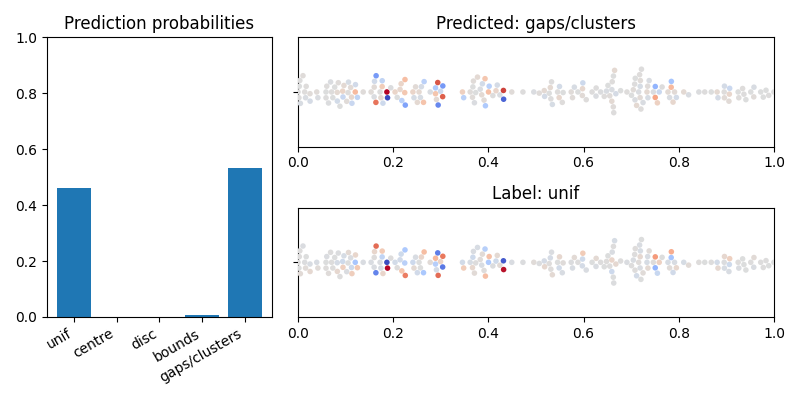 Prediction probabilities
1.0
0.8
0.6
0.4
0.2
0.0
unif
centre
disc
bounds
gaps/clusters
Predicted: gaps/clusters
0.0 0.2 0.4 0.6 0.8 1.0
Label: unif
0.0 0.2 0.4 0.6 0.8 1.0